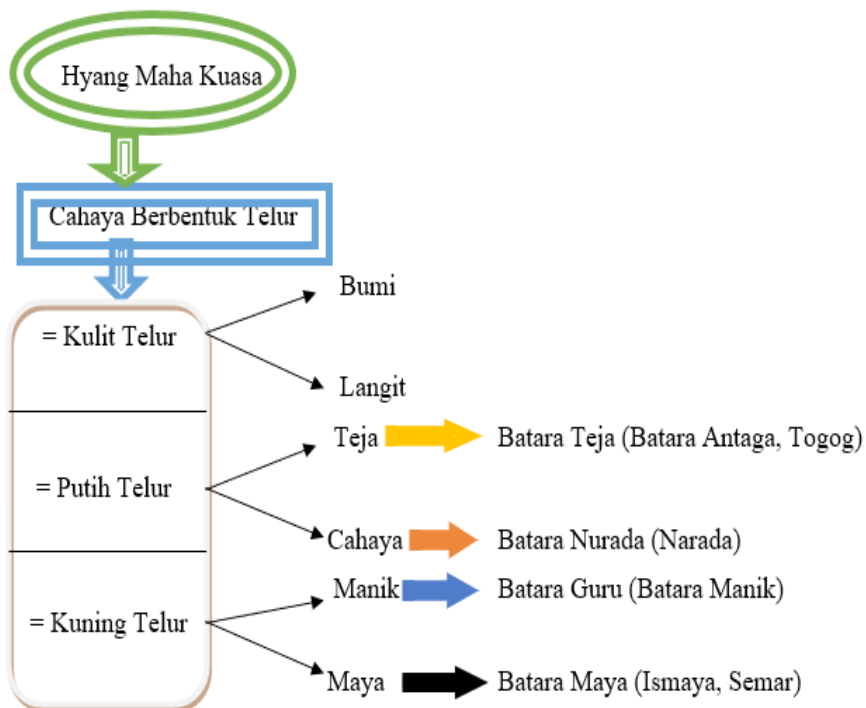 Hyang Maha Kuasa
Cahaya Berbentuk Telur
= Kulit Telur
Bumi
Langit
= Putih Telur
Teja
Batara Teja (Batara Antaga, Togog)
Cahaya
Batara Nurada (Narada)
= Kuning Telur
Manik
Batara Guru (Batara Manik)
Maya
Batara Maya (Ismaya, Semar)